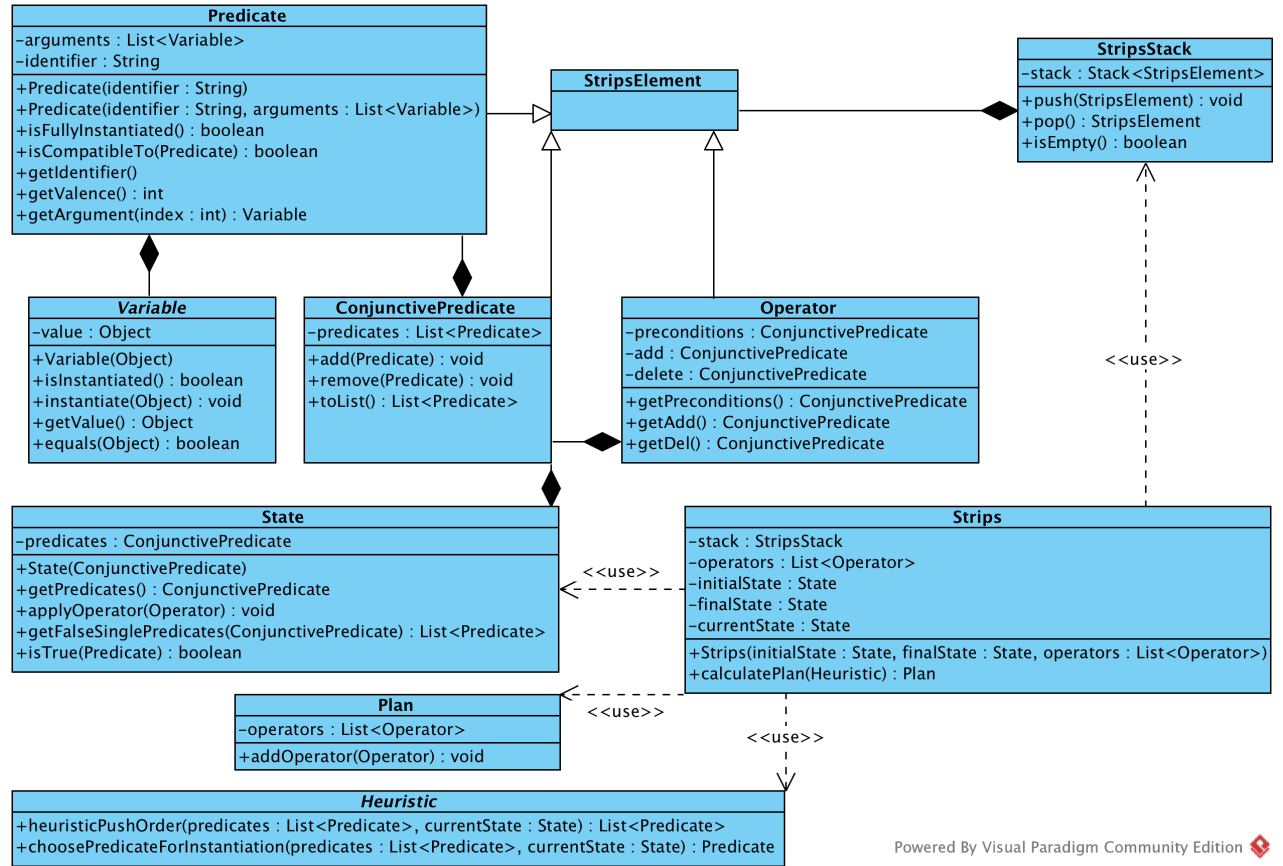 Predicate
-arguments : List<Variable>
-identifier : String
+Predicate(identifier : String)
+Predicate(identifier : String, arguments : List<Variable>)
+isFullyInstantiated() : boolean
+isCompatibleTo(Predicate) : boolean
+getIdentifier()
+getValence() : int
+getArgument(index : int) : Variable
StripsElement
StripsStack
-stack : Stack<StripsElement>
+push(StripsElement) : void
+pop() : StripsElement
+isEmpty() : boolean
Variable
-value : Object
+Variable(Object)
+isInstantiated() : boolean
+instantiate(Object) : void
+getValue() : Object
+equals(Object) : boolean
ConjunctivePredicate
-predicates : List<Predicate>
+add(Predicate) : void
+remove(Predicate) : void
+toList() : List<Predicate>
Operator
-preconditions : ConjunctivePredicate
-add : ConjunctivePredicate
-delete : ConjunctivePredicate
+getPreconditions() : ConjunctivePredicate
+getAdd() : ConjunctivePredicate
+getDel() : ConjunctivePredicate
<<use>>
State
-predicates : ConjunctivePredicate
+State(ConjunctivePredicate)
+getPredicates() : ConjunctivePredicate
+applyOperator(Operator) : void
+getFalseSinglePredicates(ConjunctivePredicate) : List<Predicate>
+isTrue(Predicate) : boolean
<<use>>
Strips
-stack : StripsStack
-operators : List<Operator>
-initialState : State
-finalState : State
-currentState : State
+Strips(initialState : State, finalState : State, operators : List<Operator>)
+calculatePlan(Heuristic) : Plan
Plan
-operators : List<Operator>
+addOperator(Operator) : void
<<use>>
<<use>>
Heuristic
+heuristicPushOrder(predicates : List<Predicate>, currentState : State) : List<Predicate>
+choosePredicateForInstantiation(predicates : List<Predicate>, currentState : State) : Predicate
Powered By Visual Paradigm Community Edition